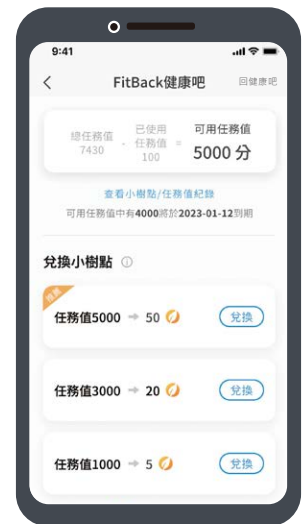 9:41
FitBack健康吧 回健康吧
總任務值 已使用 可用任務值
7430 - 任務值 = 5000 分
100
查看小樹點/任務值紀錄
可用任務值中有4000將於2023-01-12到期
兌換小樹點
推薦
任務值5000 → 50 兌換
任務值3000 → 20 兌換
任務值1000 → 5 兌換